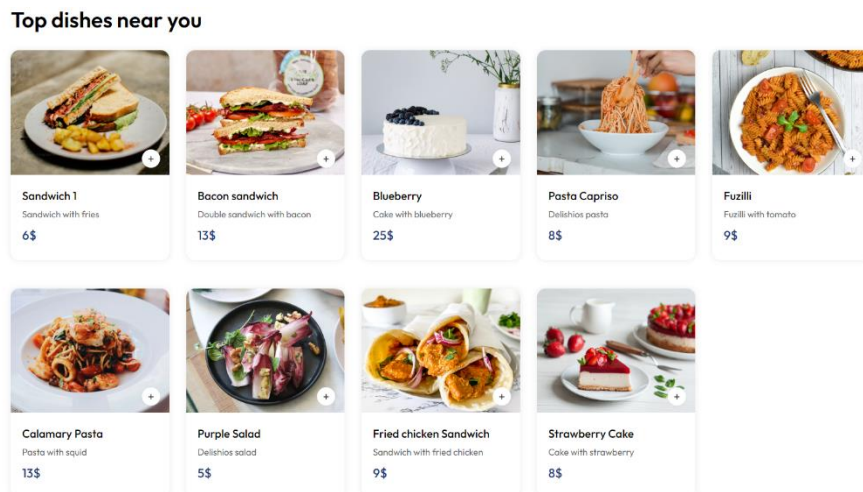 Top dishes near you
Sandwich 1
Sandwich with fries
6$
Bacon sandwich
Double sandwich with bacon
13$
Blueberry
Cake with blueberry
25$
Pasta Capriso
Delishios pasta
8$
Fuzilli
Fuzilli with tomato
9$
Calamary Pasta
Pasta with squid
13$
Purple Salad
Delishios salad
5$
Fried chicken Sandwich
Sandwich with fried chicken
9$
Strawberry Cake
Cake with strawberry
8$